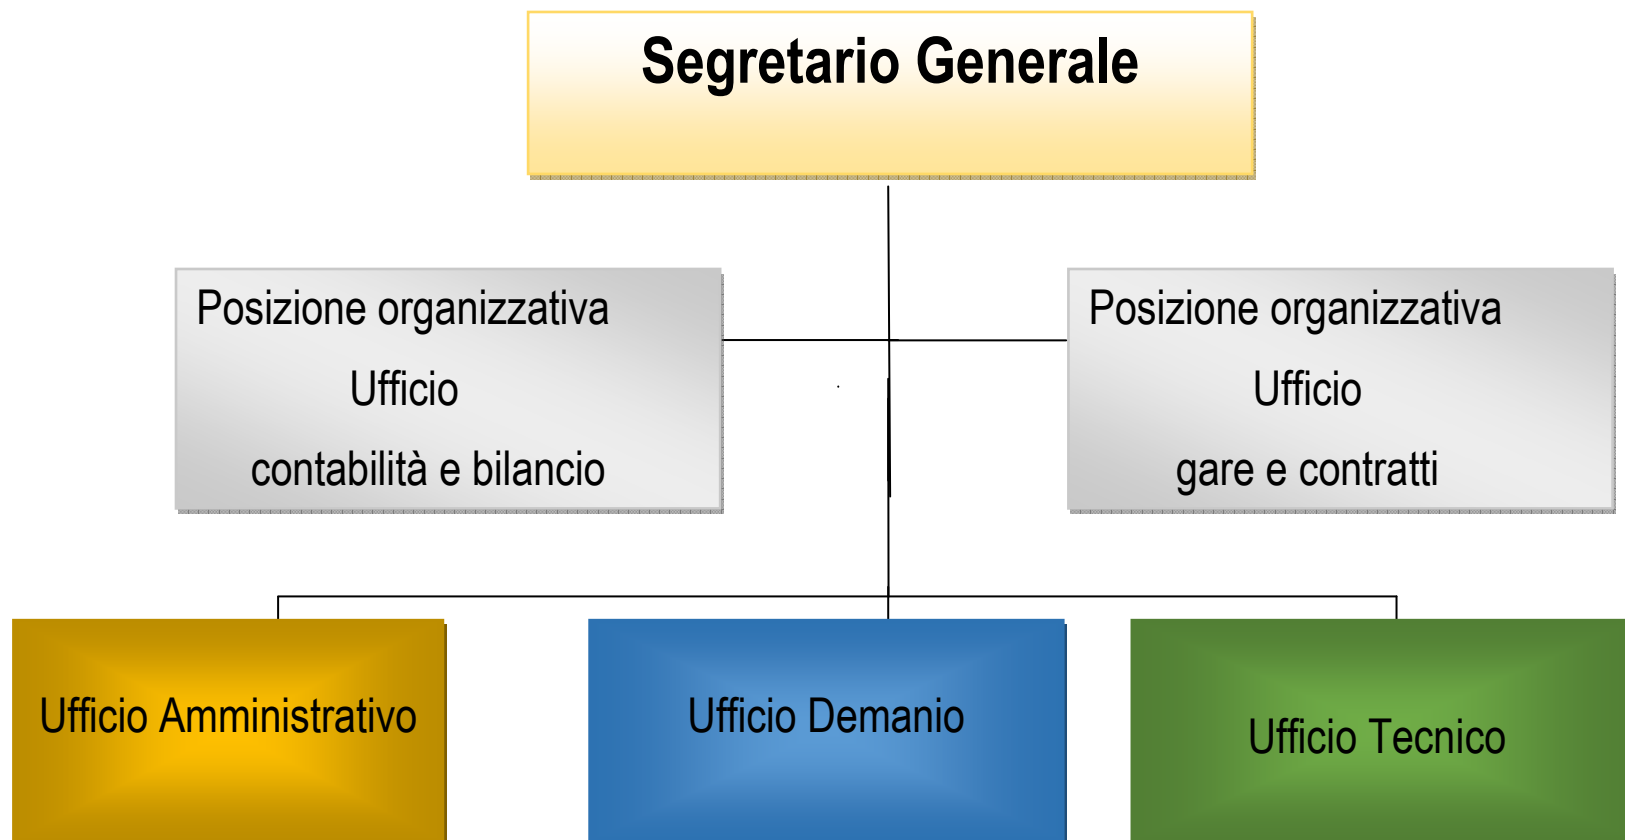 Segretario Generale
Posizione organizzativa
Ufficio
contabilità e bilancio
Posizione organizzativa
Ufficio
gare e contratti
Ufficio Amministrativo
Ufficio Demanio
Ufficio Tecnico